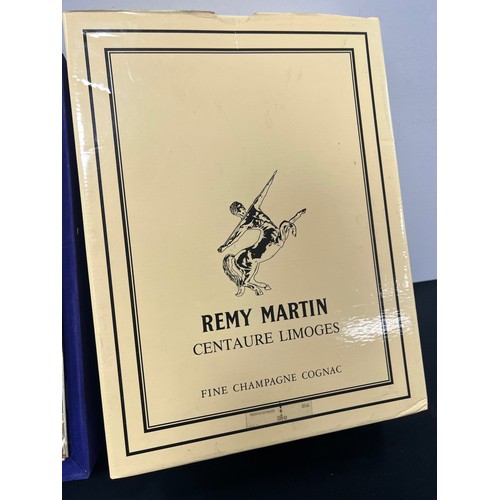 REMY MARTIN
CENTAURE LIMOGES
FINE CHAMPAGNE COGNAC